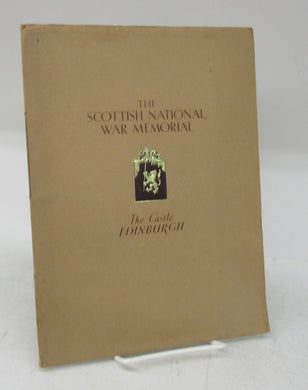 THE
SCOTTISH NATIONAL
WAR MEMORIAL
The Castle
EDINBURGH